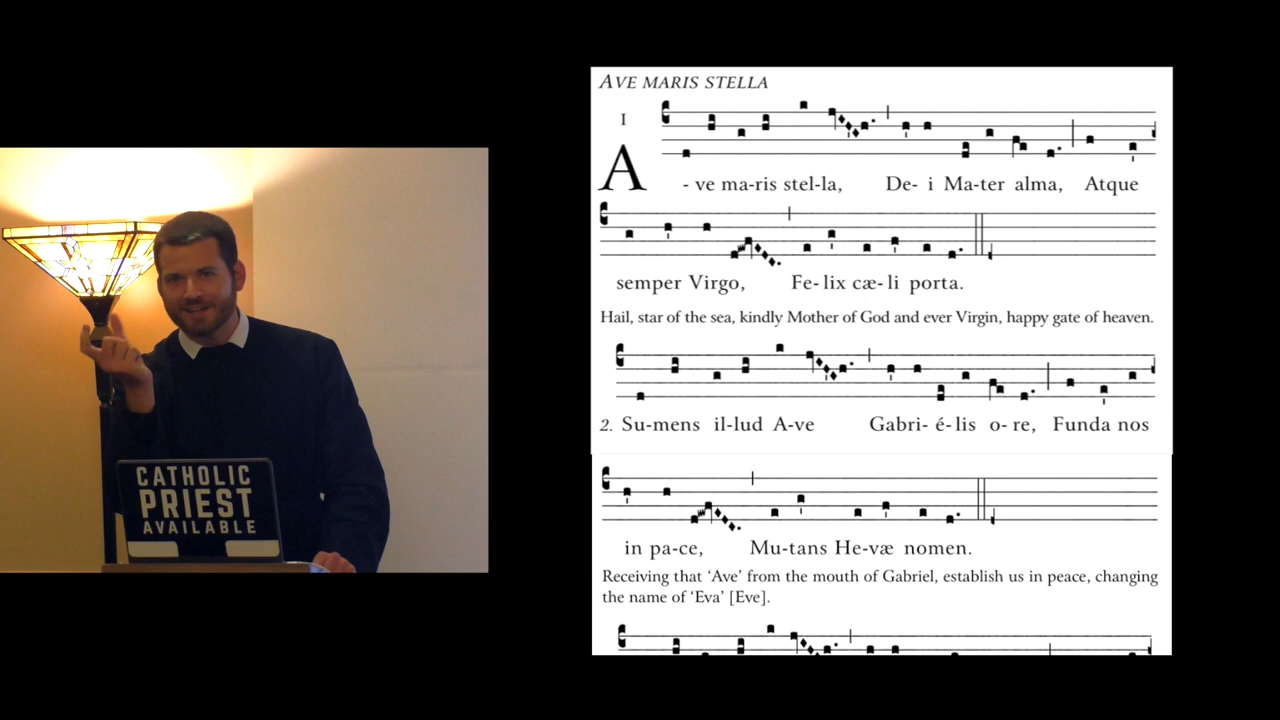 CATHOLIC
PRIEST
AVAILABLE
AVE MARIS STELLA
I
A - ve ma-ris stel-la, De- i Ma-ter alma, Atque
semper Virgo, Fe- lix cæ- li porta.
Hail, star of the sea, kindly Mother of God and ever Virgin, happy gate of heaven.
2. Su-mens il-lud A-ve Gabri- é-lis o- re, Funda nos
in pa-ce, Mu-tans He-væ nomen.
Receiving that ‘Ave’ from the mouth of Gabriel, establish us in peace, changing
the name of ‘Eva’ [Eve].